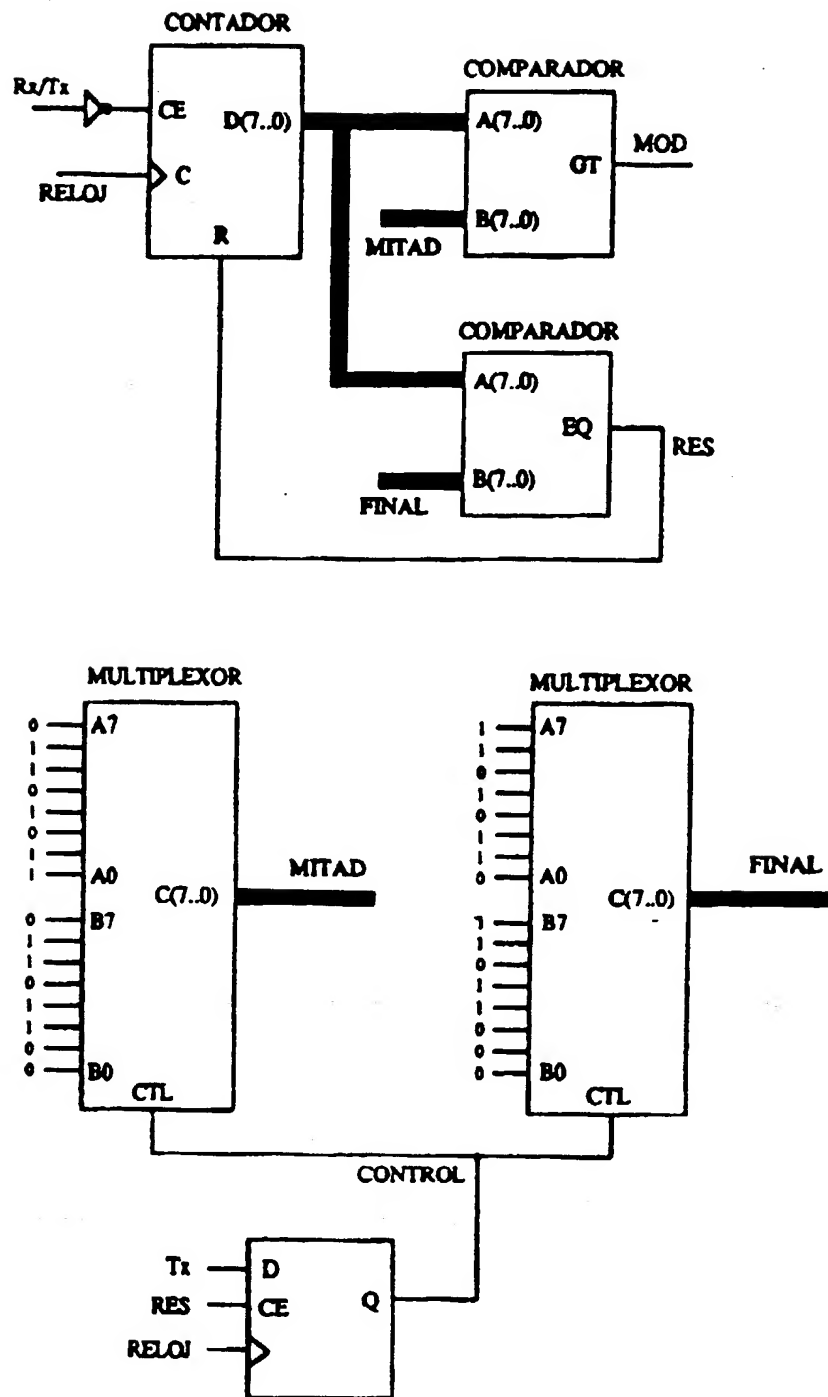 CONTADOR
Rx/Tx
CE
D(7..0)
RELOJ
C
R
COMPARADOR
A(7..0)
GT
MOD
B(7..0)
MITAD
COMPARADOR
A(7..0)
EQ
RES
B(7..0)
FINAL
MULTIPLEXOR
0 A7
1
1
0
1
0
1
1 A0
C(7..0)
MITAD
0 B7
1
1
0
1
1
0
0 B0
CTL
MULTIPLEXOR
1 A7
1
0
1
0
1
1
0 A0
C(7..0)
FINAL
1 B7
1
0
1
1
0
0
0 B0
CTL
CONTROL
Tx D
RES CE
Q
RELOJ